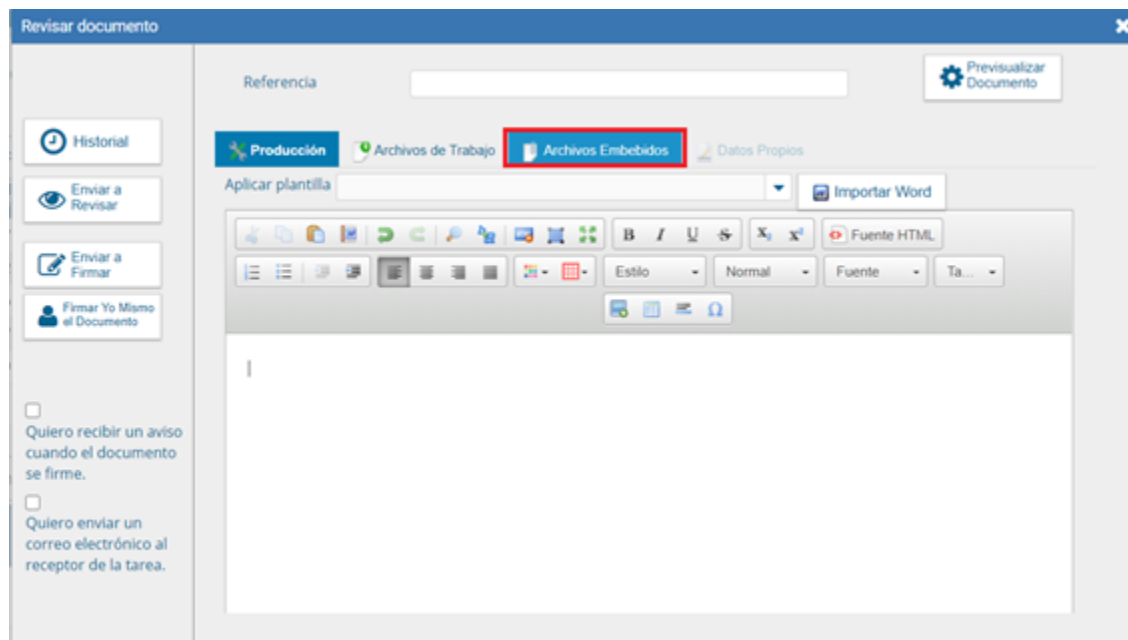 Revisar documento
Referencia
Previsualizar
Documento
Historial
Enviar a
Revisar
Enviar a
Firmar
Firmar Yo Mismo
el Documento
Producción
Archivos de Trabajo
Archivos Embebidos
Datos Propios
Aplicar plantilla
Importar Word
B I U S X₂ x² Fuente HTML
Estilo Normal Fuente Ta...
Ω
Quiero recibir un aviso
cuando el documento
se firme.
Quiero enviar un
correo electrónico al
receptor de la tarea.